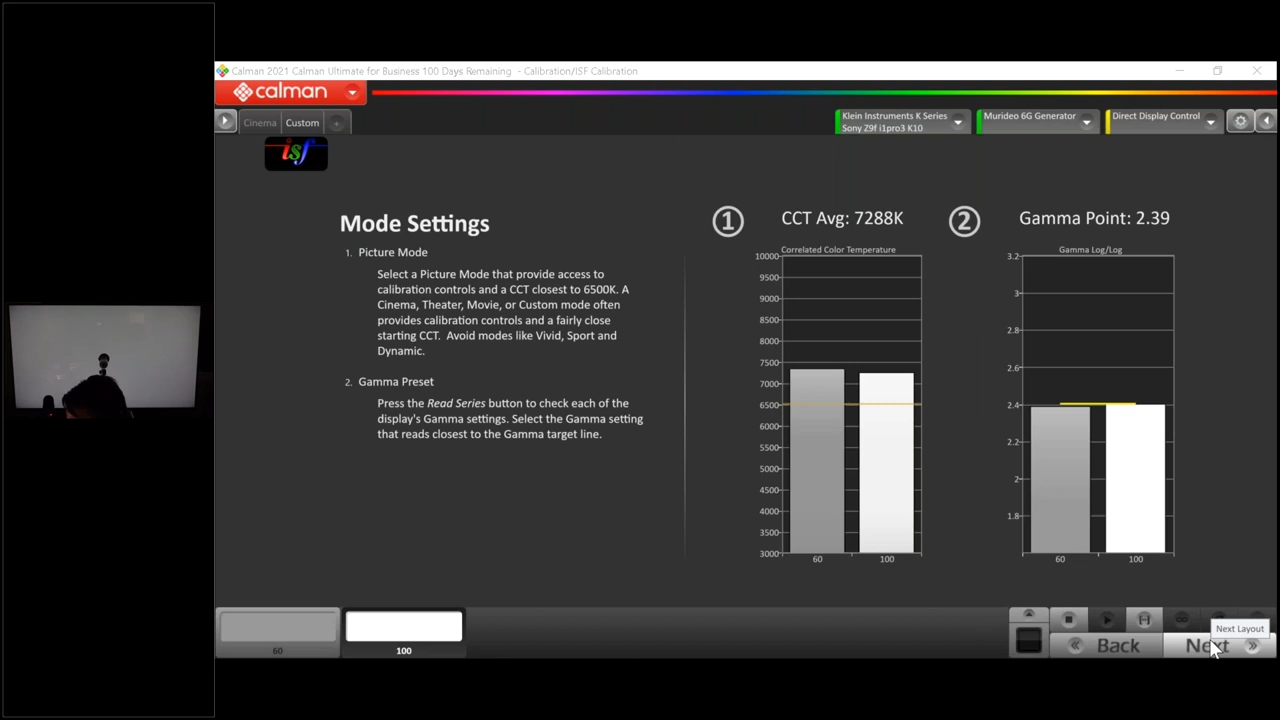 Calman 2021 Calman Ultimate for Business 100 Days Remaining - Calibration/ISF Calibration
calman
Cinema
Custom
Klein Instruments K Series
Sony Z9f i1pro3 K10
Murideo 6G Generator
Direct Display Control
isf
Mode Settings
1. Picture Mode
Select a Picture Mode that provide access to
calibration controls and a CCT closest to 6500K. A
Cinema, Theater, Movie, or Custom mode often
provides calibration controls and a fairly close
starting CCT. Avoid modes like Vivid, Sport and
Dynamic.
2. Gamma Preset
Press the Read Series button to check each of the
display's Gamma settings. Select the Gamma setting
that reads closest to the Gamma target line.
1
CCT Avg: 7288K
Correlated Color Temperature
10000
9500
9000
8500
8000
7500
7000
6500
6000
5500
5000
4500
4000
3500
3000
60
100
2
Gamma Point: 2.39
Gamma Log/Log
3.2
3
2.8
2.6
2.4
2.2
2
1.8
60
100
60
100
Next Layout
Back
Next